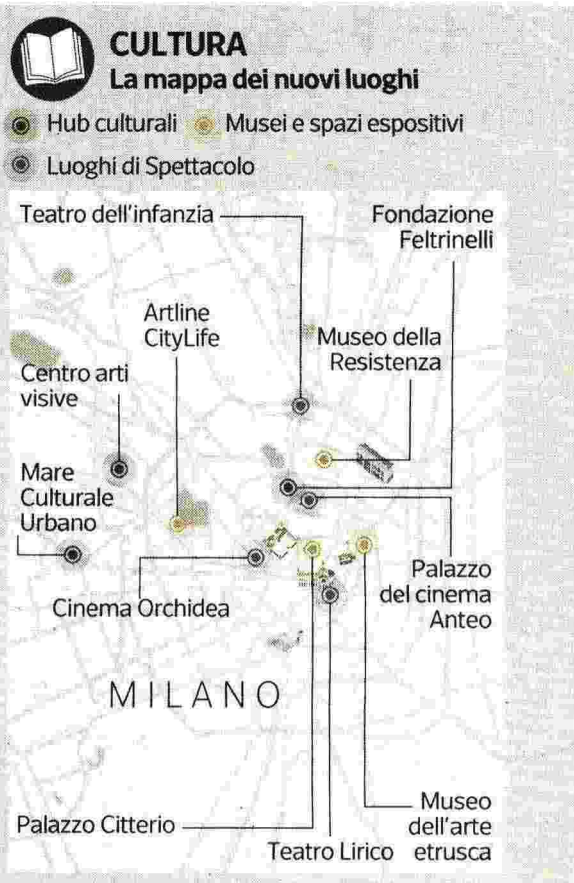 CULTURA
La mappa dei nuovi luoghi
Hub culturali
Musei e spazi espositivi
Luoghi di Spettacolo
Teatro dell'infanzia
Fondazione
Feltrinelli
Artline
CityLife
Museo della
Resistenza
Centro arti
visive
Mare
Culturale
Urbano
Cinema Orchidea
Palazzo
del cinema
Anteo
MILANO
Palazzo Citterio
Teatro Lirico
Museo
dell'arte
etrusca